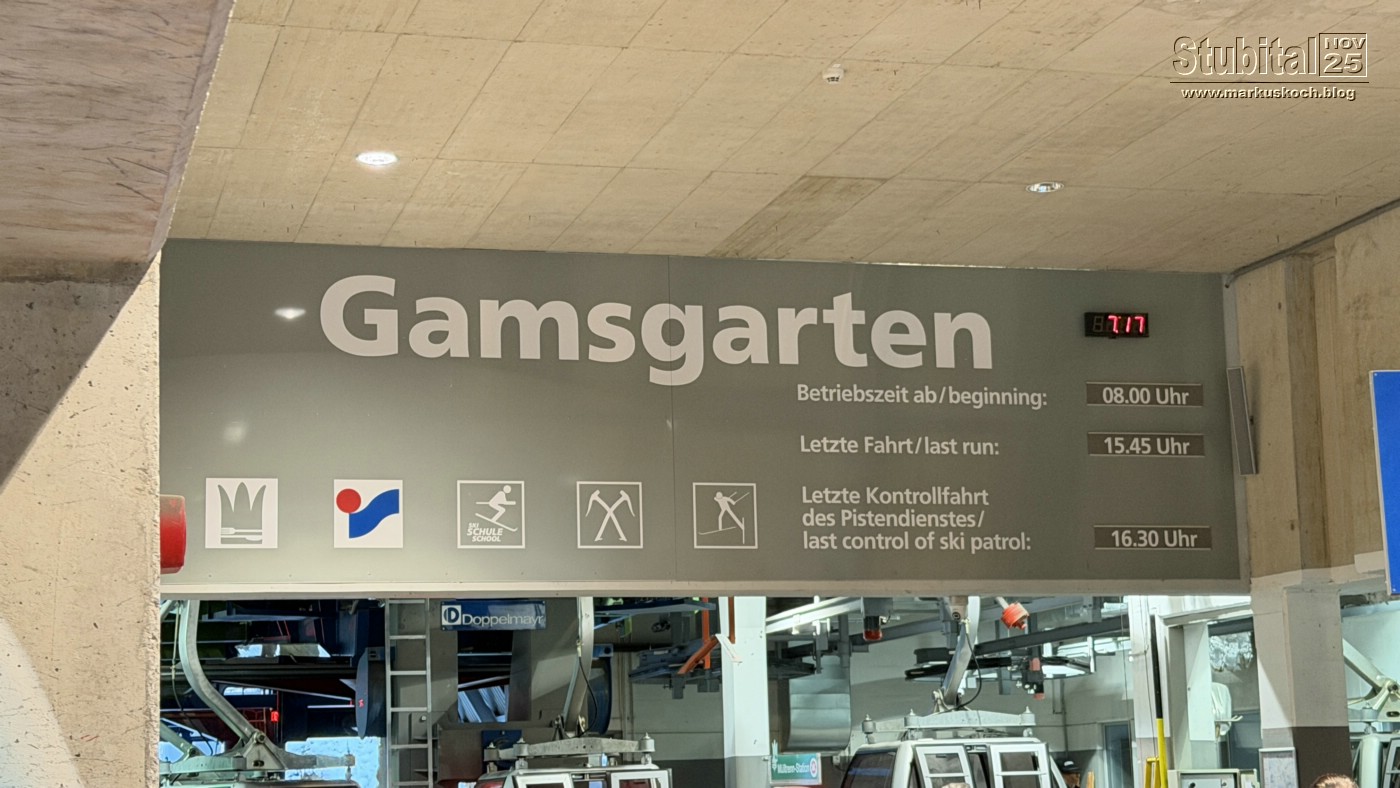 Stubital NOV 25
www.markuskoch.blog
Gamsgarten
7.17
Betriebszeit ab/beginning: 08.00 Uhr
Letzte Fahrt/last run: 15.45 Uhr
Letzte Kontrollfahrt
des Pistendienstes/
last control of ski patrol: 16.30 Uhr
SKI
SCHULE
SCHOOL
D Doppelmayr